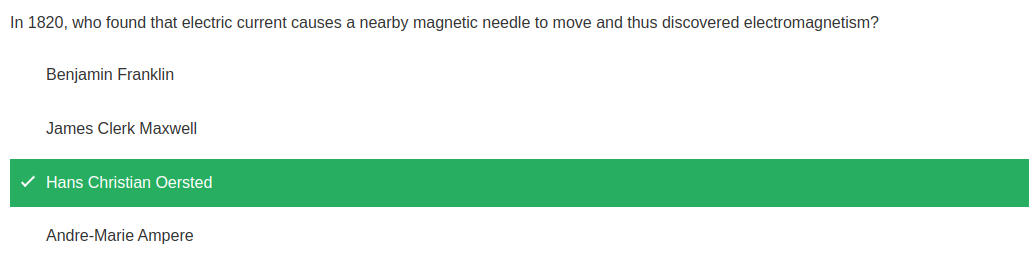 In 1820, who found that electric current causes a nearby magnetic needle to move and thus discovered electromagnetism?
Benjamin Franklin
James Clerk Maxwell
Hans Christian Oersted
Andre-Marie Ampere